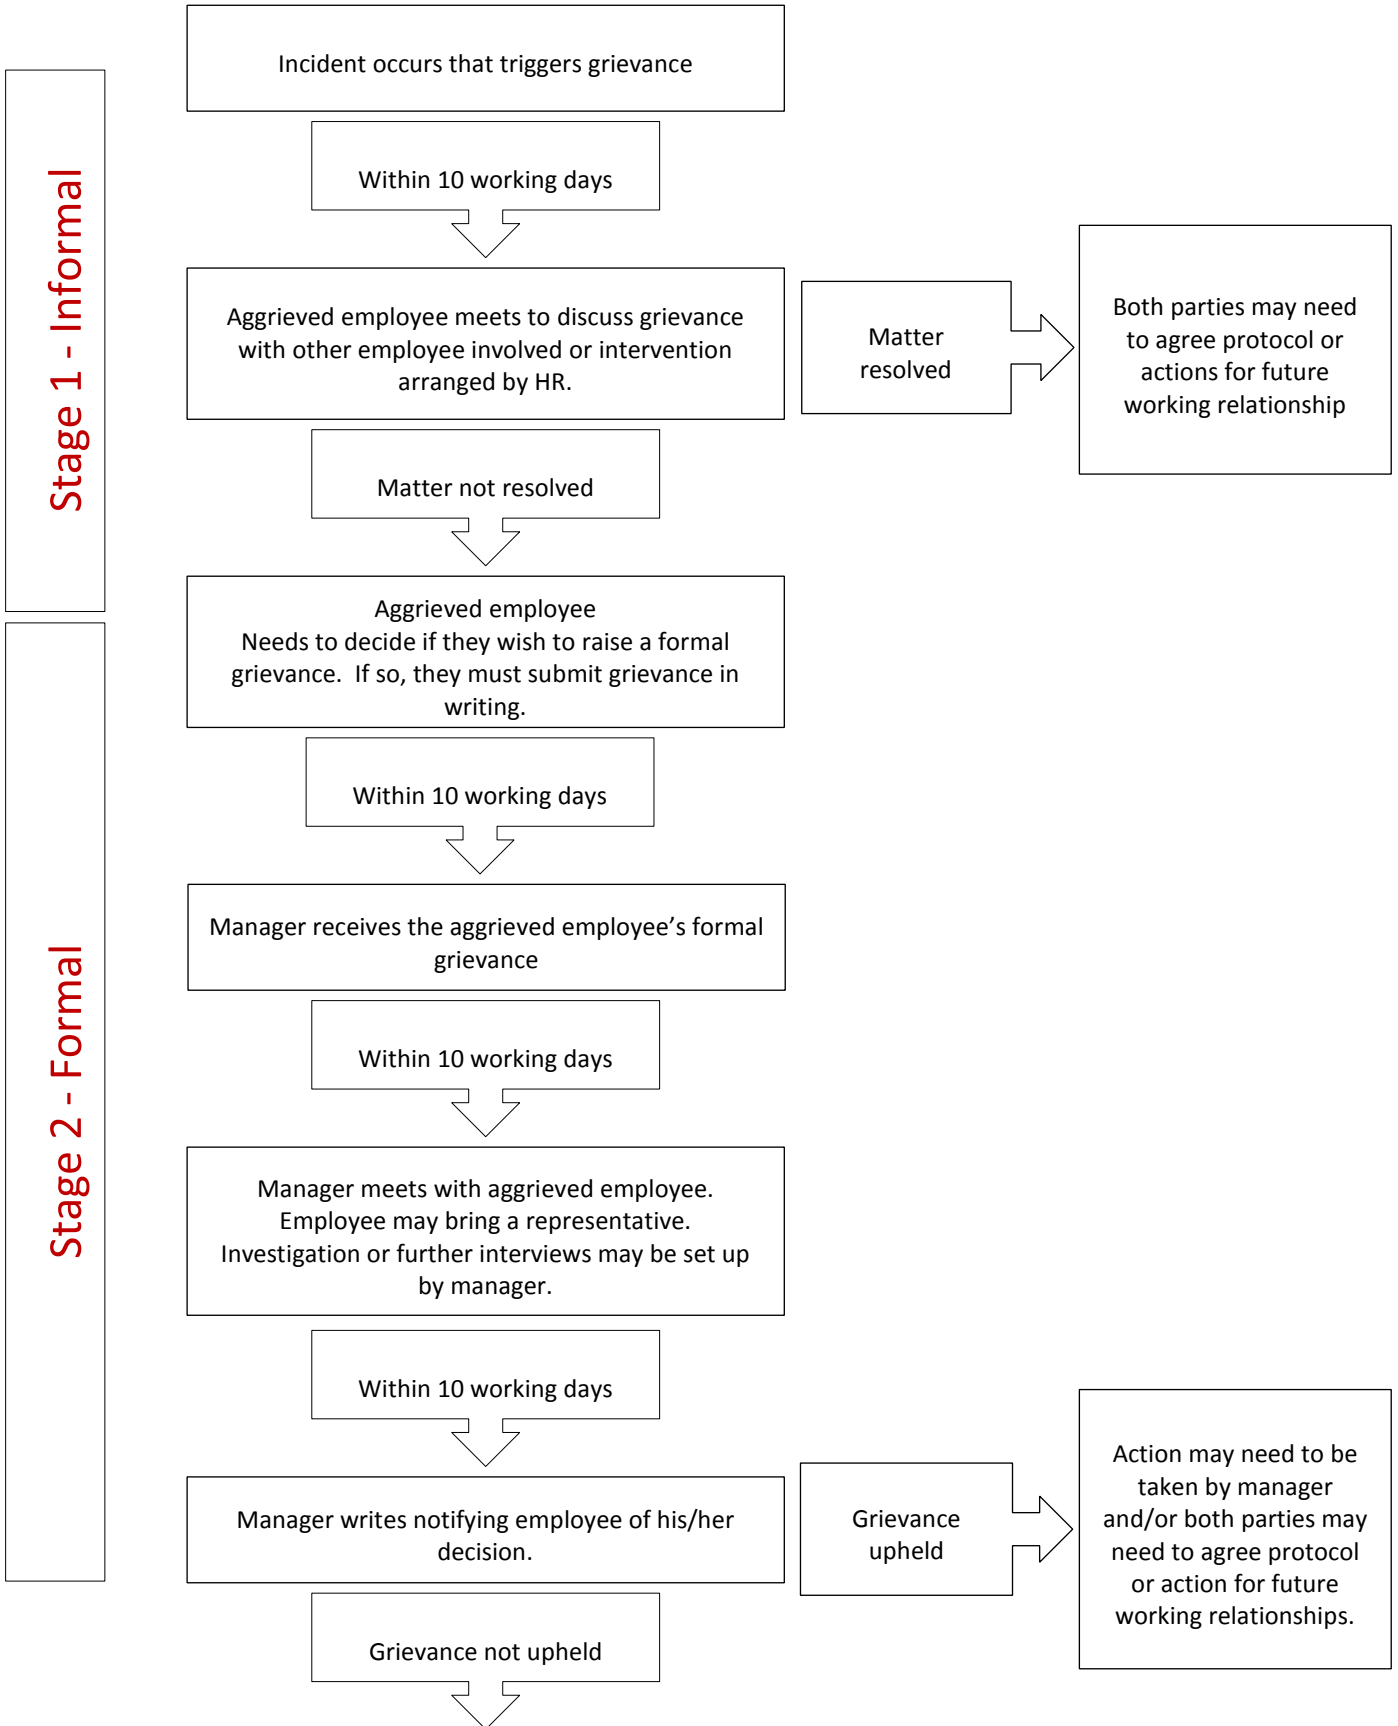 Incident occurs that triggers grievance
Stage 1 - Informal
Within 10 working days
Aggrieved employee meets to discuss grievance
with other employee involved or intervention
arranged by HR.
Matter
resolved
Both parties may need
to agree protocol or
actions for future
working relationship
Matter not resolved
Aggrieved employee
Needs to decide if they wish to raise a formal
grievance.  If so, they must submit grievance in
writing.
Stage 2 - Formal
Within 10 working days
Manager receives the aggrieved employee’s formal
grievance
Within 10 working days
Manager meets with aggrieved employee.
Employee may bring a representative.
Investigation or further interviews may be set up
by manager.
Within 10 working days
Manager writes notifying employee of his/her
decision.
Grievance
upheld
Action may need to be
taken by manager
and/or both parties may
need to agree protocol
or action for future
working relationships.
Grievance not upheld